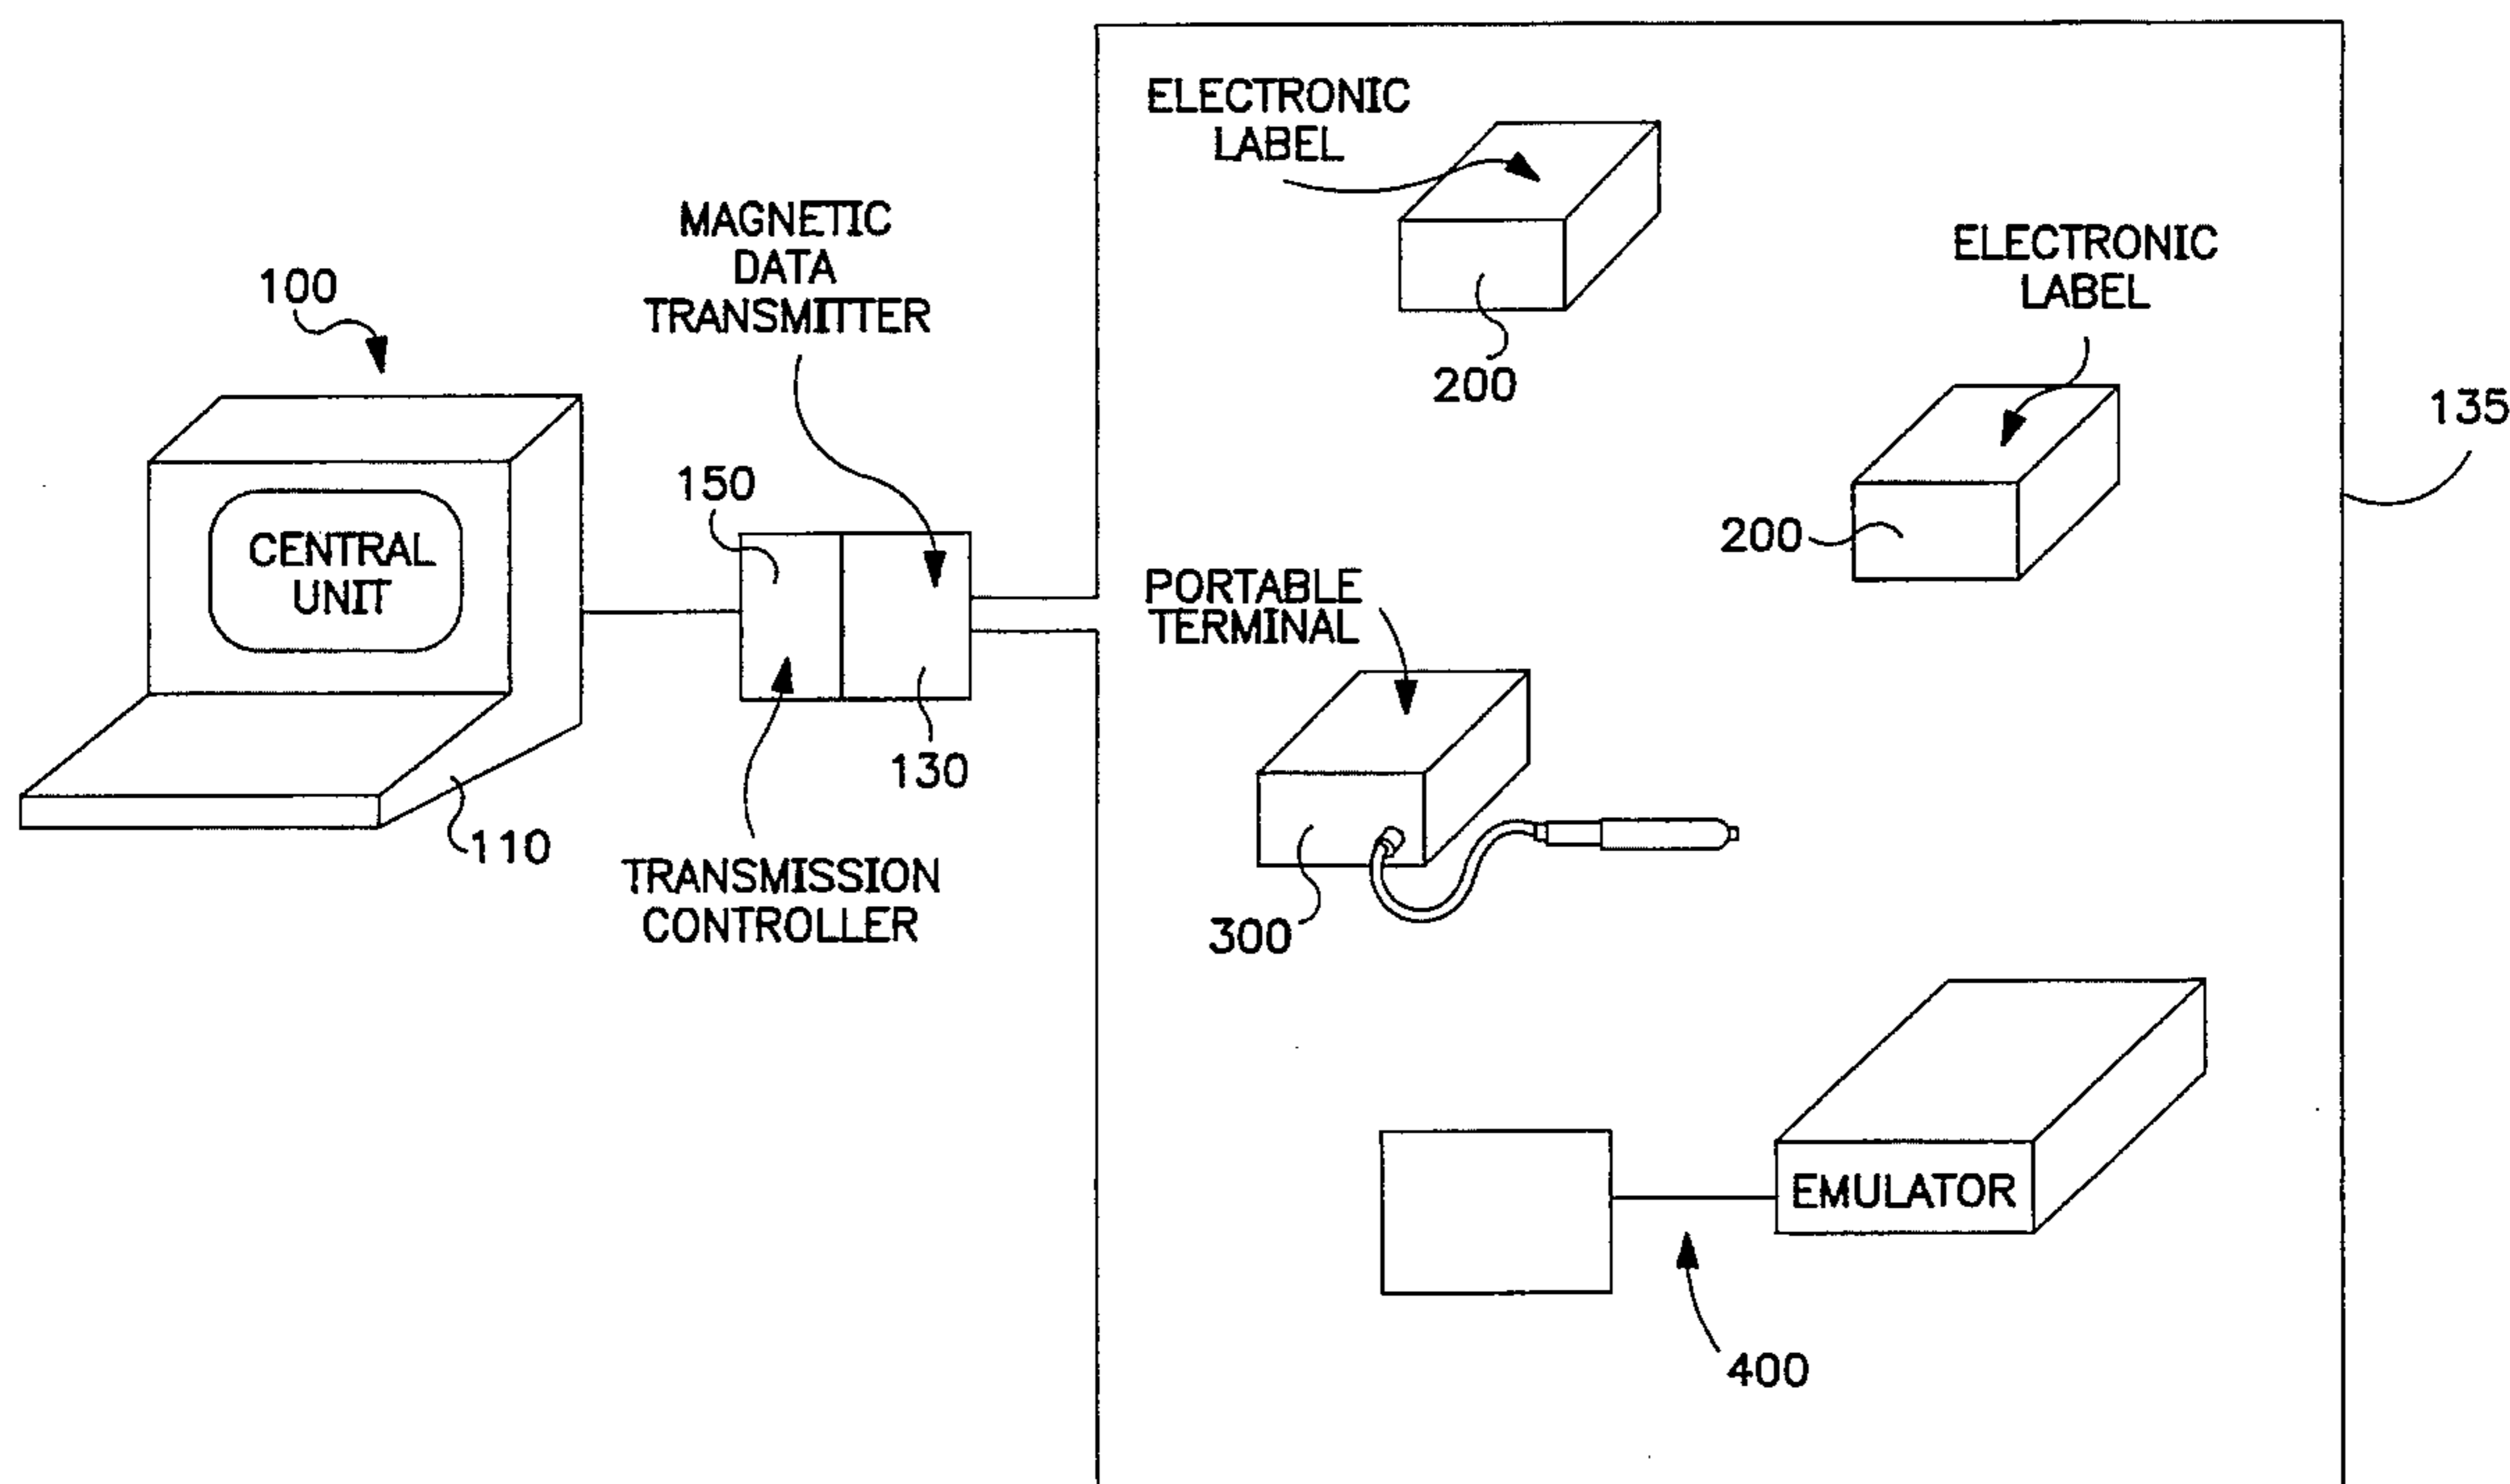 ELECTRONIC
LABEL
200
ELECTRONIC
LABEL
200
135
MAGNETIC
DATA
TRANSMITTER
100
CENTRAL
UNIT
150
130
110
TRANSMISSION
CONTROLLER
PORTABLE
TERMINAL
300
EMULATOR
400